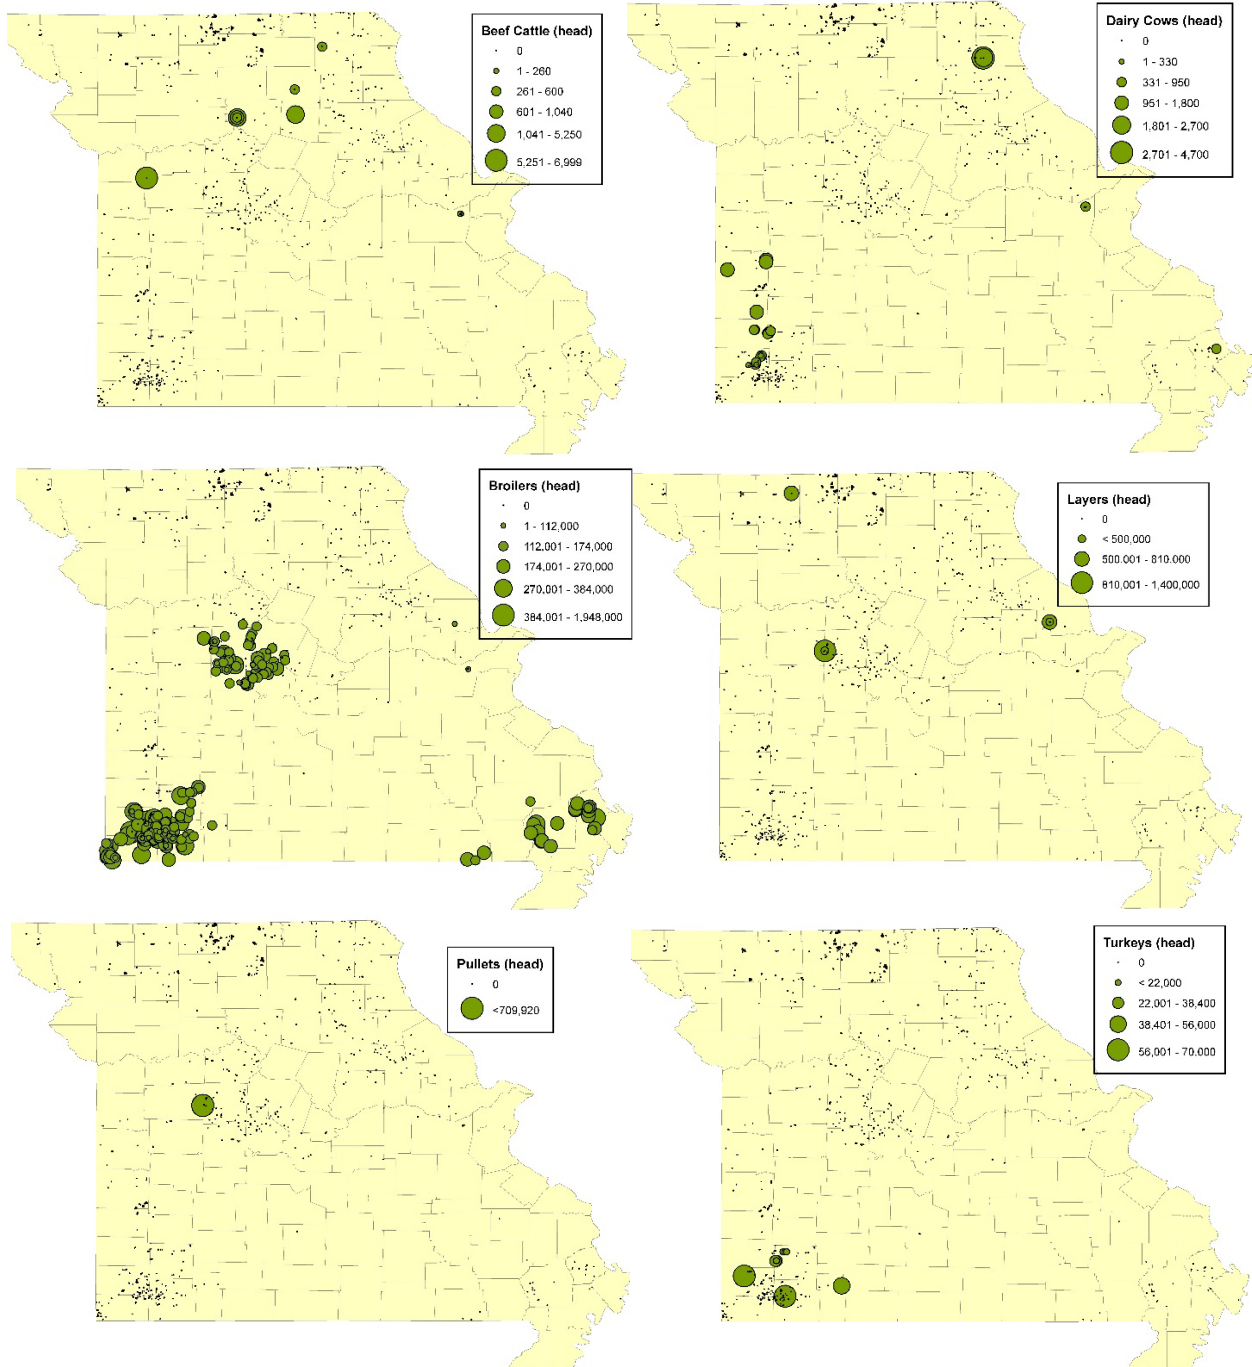 Beef Cattle (head)
0
1 - 260
261 - 600
601 - 1,040
1,041 - 5,250
5,251 - 6,999
Dairy Cows (head)
0
1 - 330
331 - 950
951 - 1,800
1,801 - 2,700
2,701 - 4,700
Broilers (head)
0
1 - 112,000
112,001 - 174,000
174,001 - 270,000
270,001 - 384,000
384,001 - 1,948,000
Layers (head)
0
< 500,000
500,001 - 810,000
810,001 - 1,400,000
Pullets (head)
0
<709,920
Turkeys (head)
0
< 22,000
22,001 - 38,400
38,401 - 56,000
56,001 - 70,000